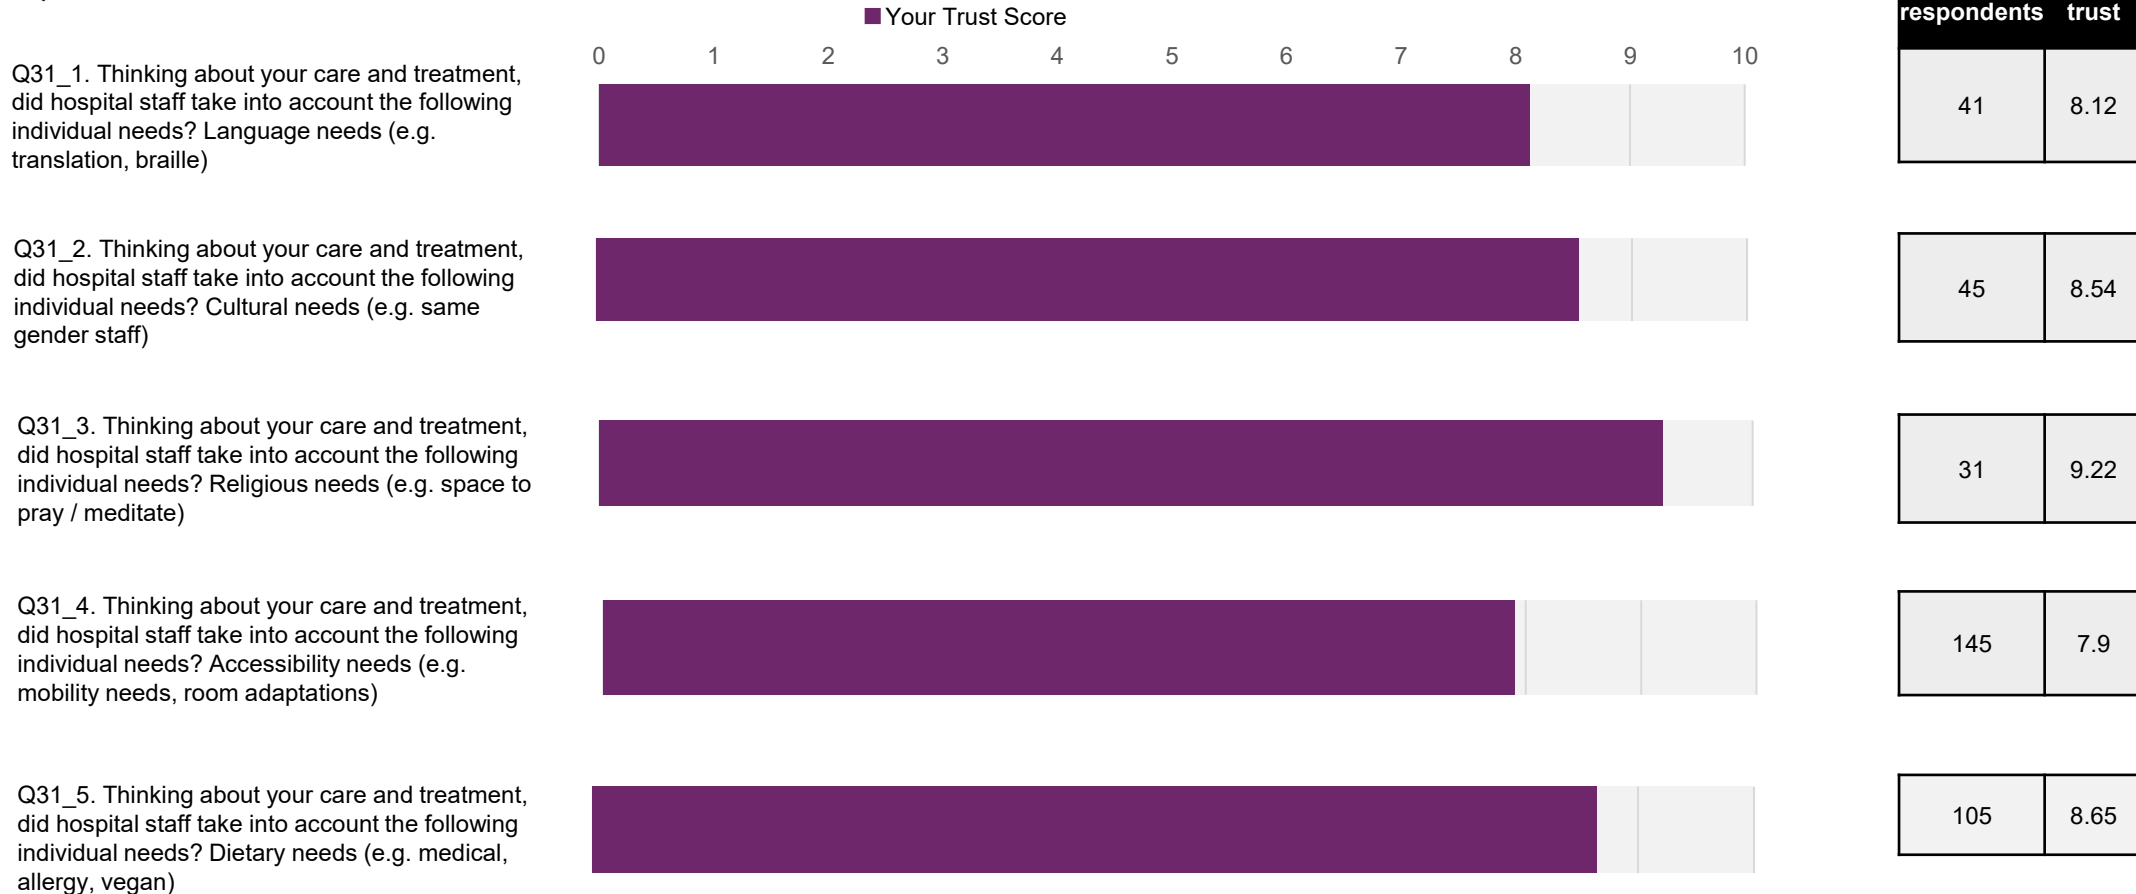 Your Trust Score
respondents trust
0 1 2 3 4 5 6 7 8 9 10
Q31_1. Thinking about your care and treatment,
did hospital staff take into account the following
individual needs? Language needs (e.g.
translation, braille)
41 8.12
Q31_2. Thinking about your care and treatment,
did hospital staff take into account the following
individual needs? Cultural needs (e.g. same
gender staff)
45 8.54
Q31_3. Thinking about your care and treatment,
did hospital staff take into account the following
individual needs? Religious needs (e.g. space to
pray / meditate)
31 9.22
Q31_4. Thinking about your care and treatment,
did hospital staff take into account the following
individual needs? Accessibility needs (e.g.
mobility needs, room adaptations)
145 7.9
Q31_5. Thinking about your care and treatment,
did hospital staff take into account the following
individual needs? Dietary needs (e.g. medical,
allergy, vegan)
105 8.65